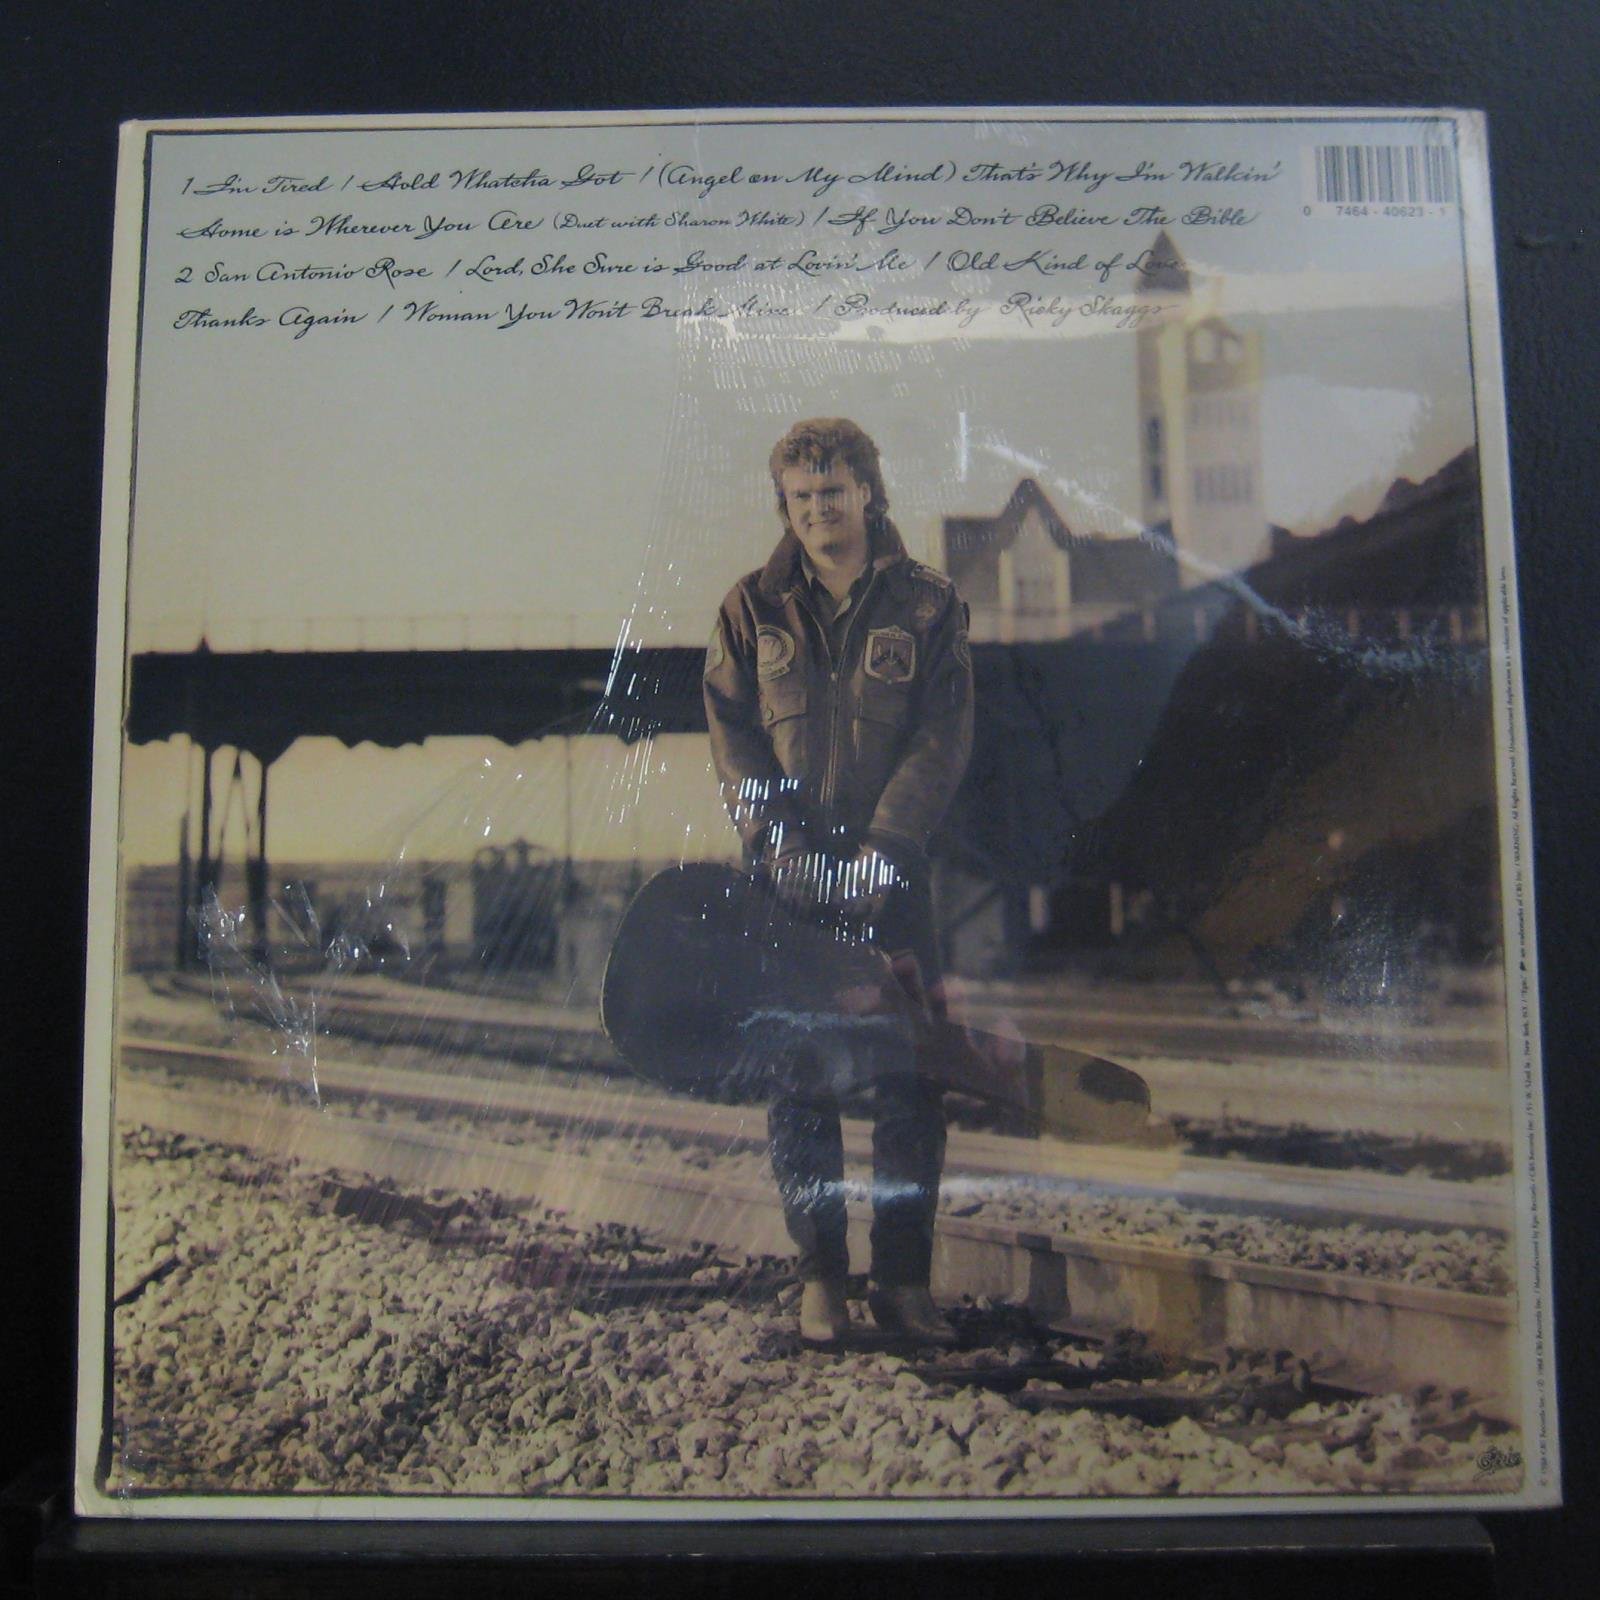 1 I'm Tired / Hold Whatcha Got / (Angel on My Mind) That's Why I'm Walkin'
Home is Wherever You Are (Duet with Sharon White) / If You Don't Believe The Bible
2 San Antonio Rose / Lord, She Sure is Good at Lovin' Me / Old Kind of Love
Thanks Again / Woman You Won't Break Mine / Produced by Ricky Skaggs
0 7464-40623-1
Epic